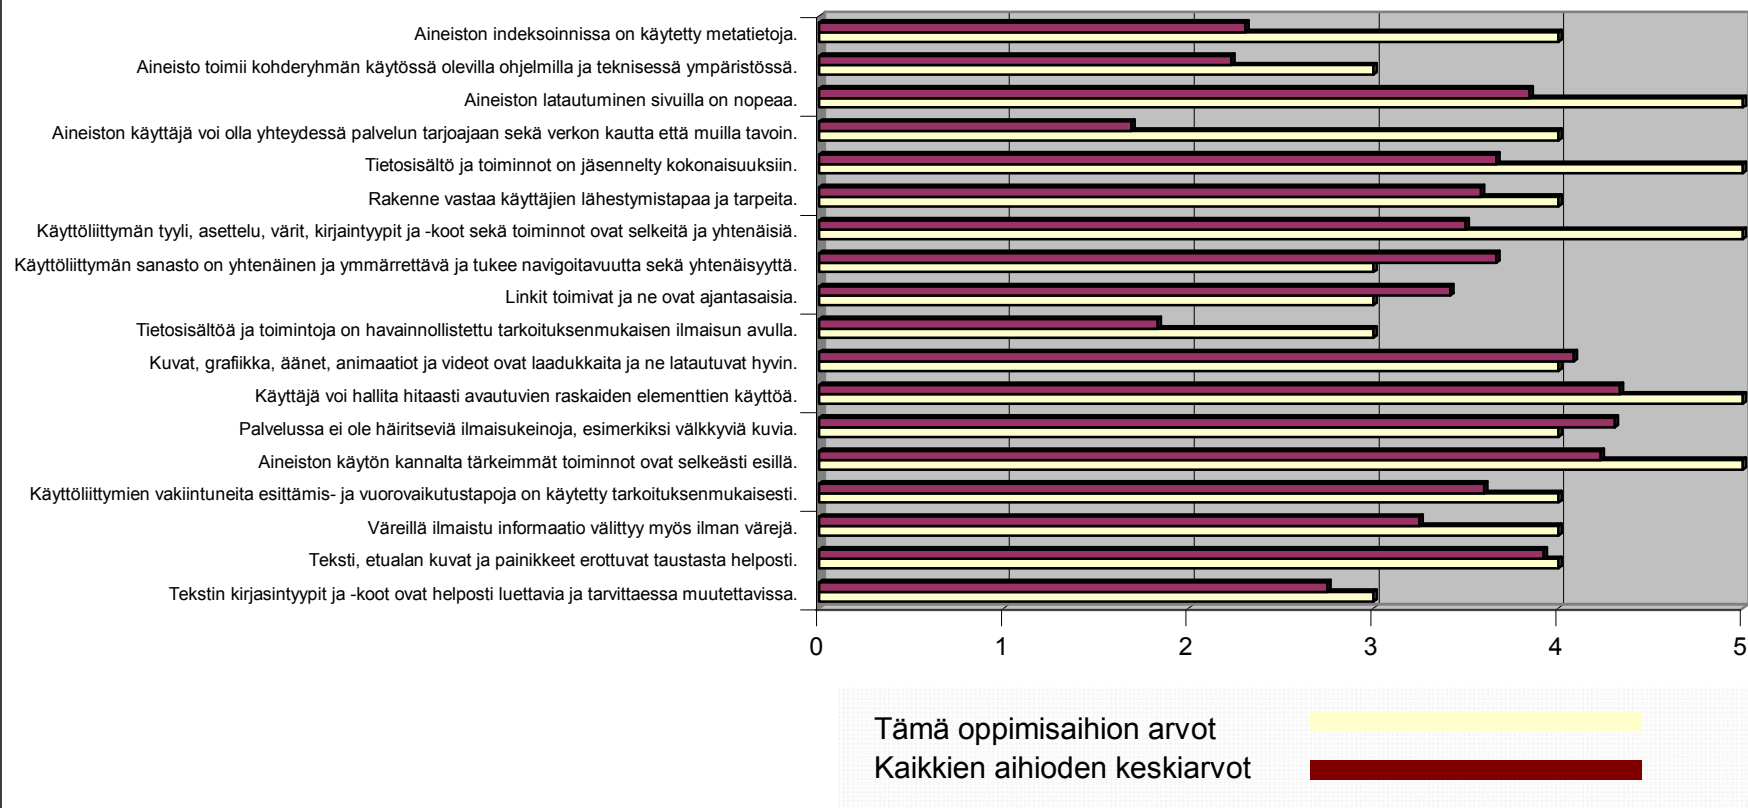 Aineiston indeksoinnissa on käytetty metatietoja.
Aineisto toimii kohderyhmän käytössä olevilla ohjelmilla ja teknisessä ympäristössä.
Aineiston latautuminen sivuilla on nopeaa.
Aineiston käyttäjä voi olla yhteydessä palvelun tarjoajaan sekä verkon kautta että muilla tavoin.
Tietosisältö ja toiminnot on jäsennelty kokonaisuuksiin.
Rakenne vastaa käyttäjien lähestymistapaa ja tarpeita.
Käyttöliittymän tyyli, asettelu, värit, kirjaintyypit ja -koot sekä toiminnot ovat selkeitä ja yhtenäisiä.
Käyttöliittymän sanasto on yhtenäinen ja ymmärrettävä ja tukee navigoitavuutta sekä yhtenäisyyttä.
Linkit toimivat ja ne ovat ajantasaisia.
Tietosisältöä ja toimintoja on havainnollistettu tarkoituksenmukaisen ilmaisun avulla.
Kuvat, grafiikka, äänet, animaatiot ja videot ovat laadukkaita ja ne latautuvat hyvin.
Käyttäjä voi hallita hitaasti avautuvien raskaiden elementtien käyttöä.
Palvelussa ei ole häiritseviä ilmaisukeinoja, esimerkiksi välkkyviä kuvia.
Aineiston käytön kannalta tärkeimmät toiminnot ovat selkeästi esillä.
Käyttöliittymien vakiintuneita esittämis- ja vuorovaikutustapoja on käytetty tarkoituksenmukaisesti.
Väreillä ilmaistu informaatio välittyy myös ilman värejä.
Teksti, etualan kuvat ja painikkeet erottuvat taustasta helposti.
Tekstin kirjasintyypit ja -koot ovat helposti luettavia ja tarvittaessa muutettavissa.
0 1 2 3 4 5
Tämä oppimisaihion arvot
Kaikkien aihioden keskiarvot